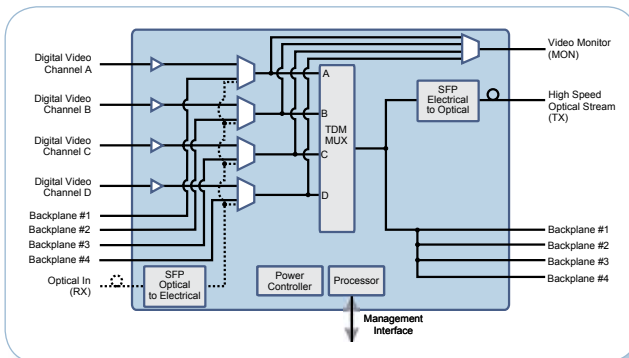 Digital Video
Channel A
Digital Video
Channel B
Digital Video
Channel C
Digital Video
Channel D
Backplane #1
Backplane #2
Backplane #3
Backplane #4
Optical In
(RX)
SFP
Optical
to Electrical
A
B
TDM
MUX
C
D
Power
Controller
Processor
Management
Interface
SFP
Electrical
to Optical
Video Monitor
(MON)
High Speed
Optical Stream
(TX)
Backplane #1
Backplane #2
Backplane #3
Backplane #4